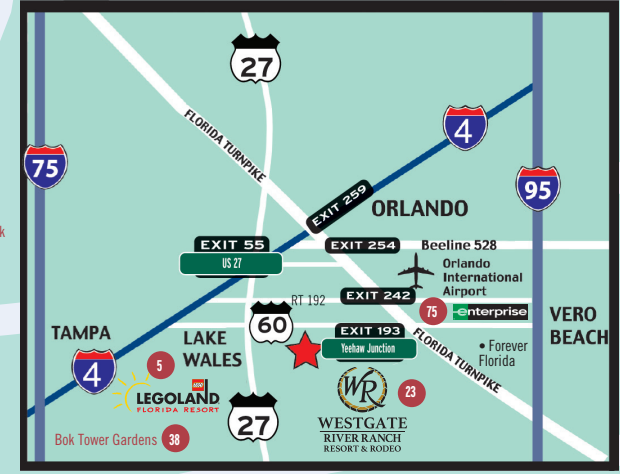 27
FLORIDA TURNPIKE
4
75
95
EXIT 259
ORLANDO
EXIT 55
US 27
EXIT 254
Beeline 528
Orlando
International
Airport
EXIT 242
RT 192
75
enterprise
60
VERO
BEACH
TAMPA
LAKE
WALES
EXIT 193
Yeehaw Junction
FLORIDA TURNPIKE
• Forever
Florida
4
5
LEGO
LEGOLAND
FLORIDA RESORT
27
WR
23
WESTGATE
RIVER RANCH
RESORT & RODEO
Bok Tower Gardens 38
k